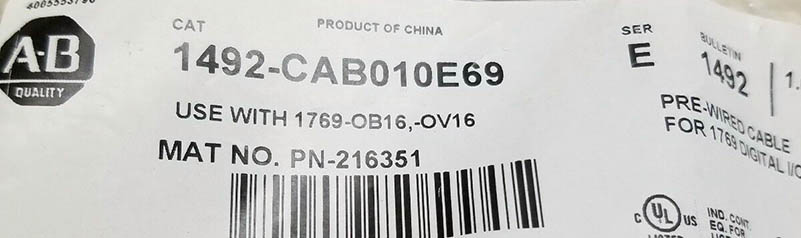 A-B
QUALITY
CAT
PRODUCT OF CHINA
1492-CAB010E69
USE WITH 1769-OB16,-OV16
MAT NO. PN-216351
SER
E
BULLETIN
1492
PRE-WIRED CABLE
FOR 1769 DIGITAL I/O
C UL US
IND. CONT.
EQ. FOR